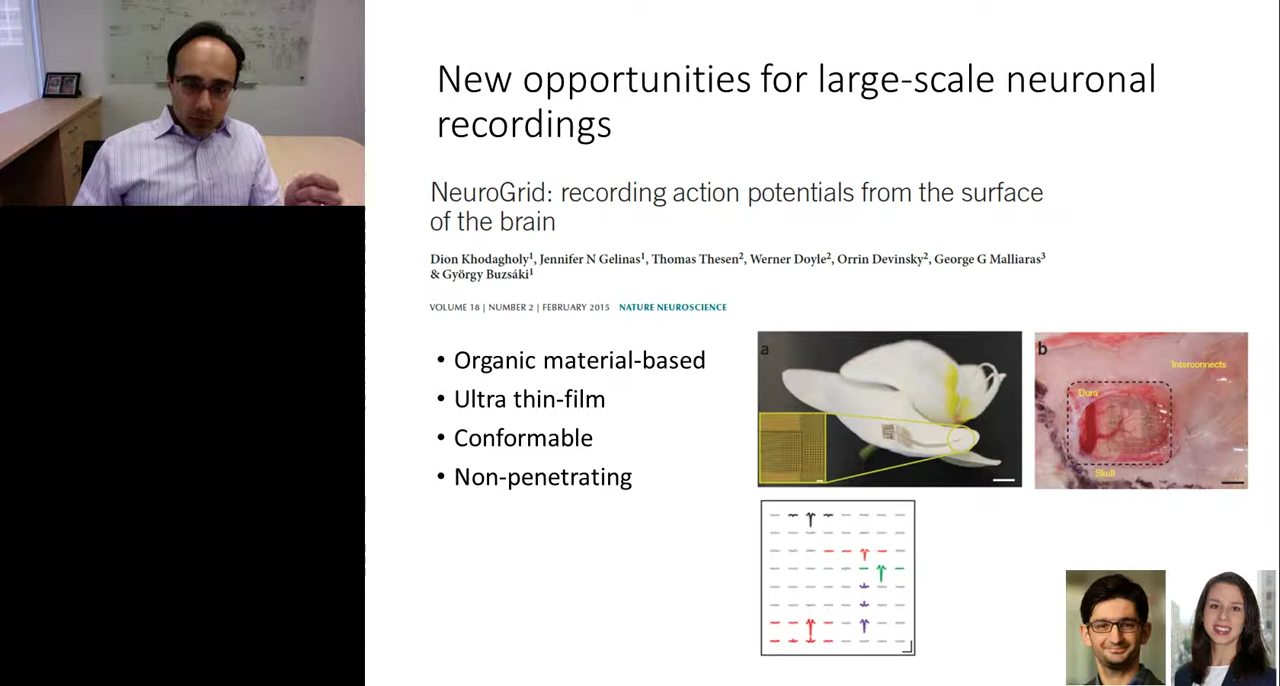 New opportunities for large-scale neuronal
recordings
NeuroGrid: recording action potentials from the surface
of the brain
Dion Khodagholy1, Jennifer N Gelinas1, Thomas Thesen2, Werner Doyle2, Orrin Devinsky2, George G Malliaras3
& György Buzsáki1
VOLUME 18 | NUMBER 2 | FEBRUARY 2015 NATURE NEUROSCIENCE
• Organic material-based
• Ultra thin-film
• Conformable
• Non-penetrating
a
b
Interconnects
Dura
Skull